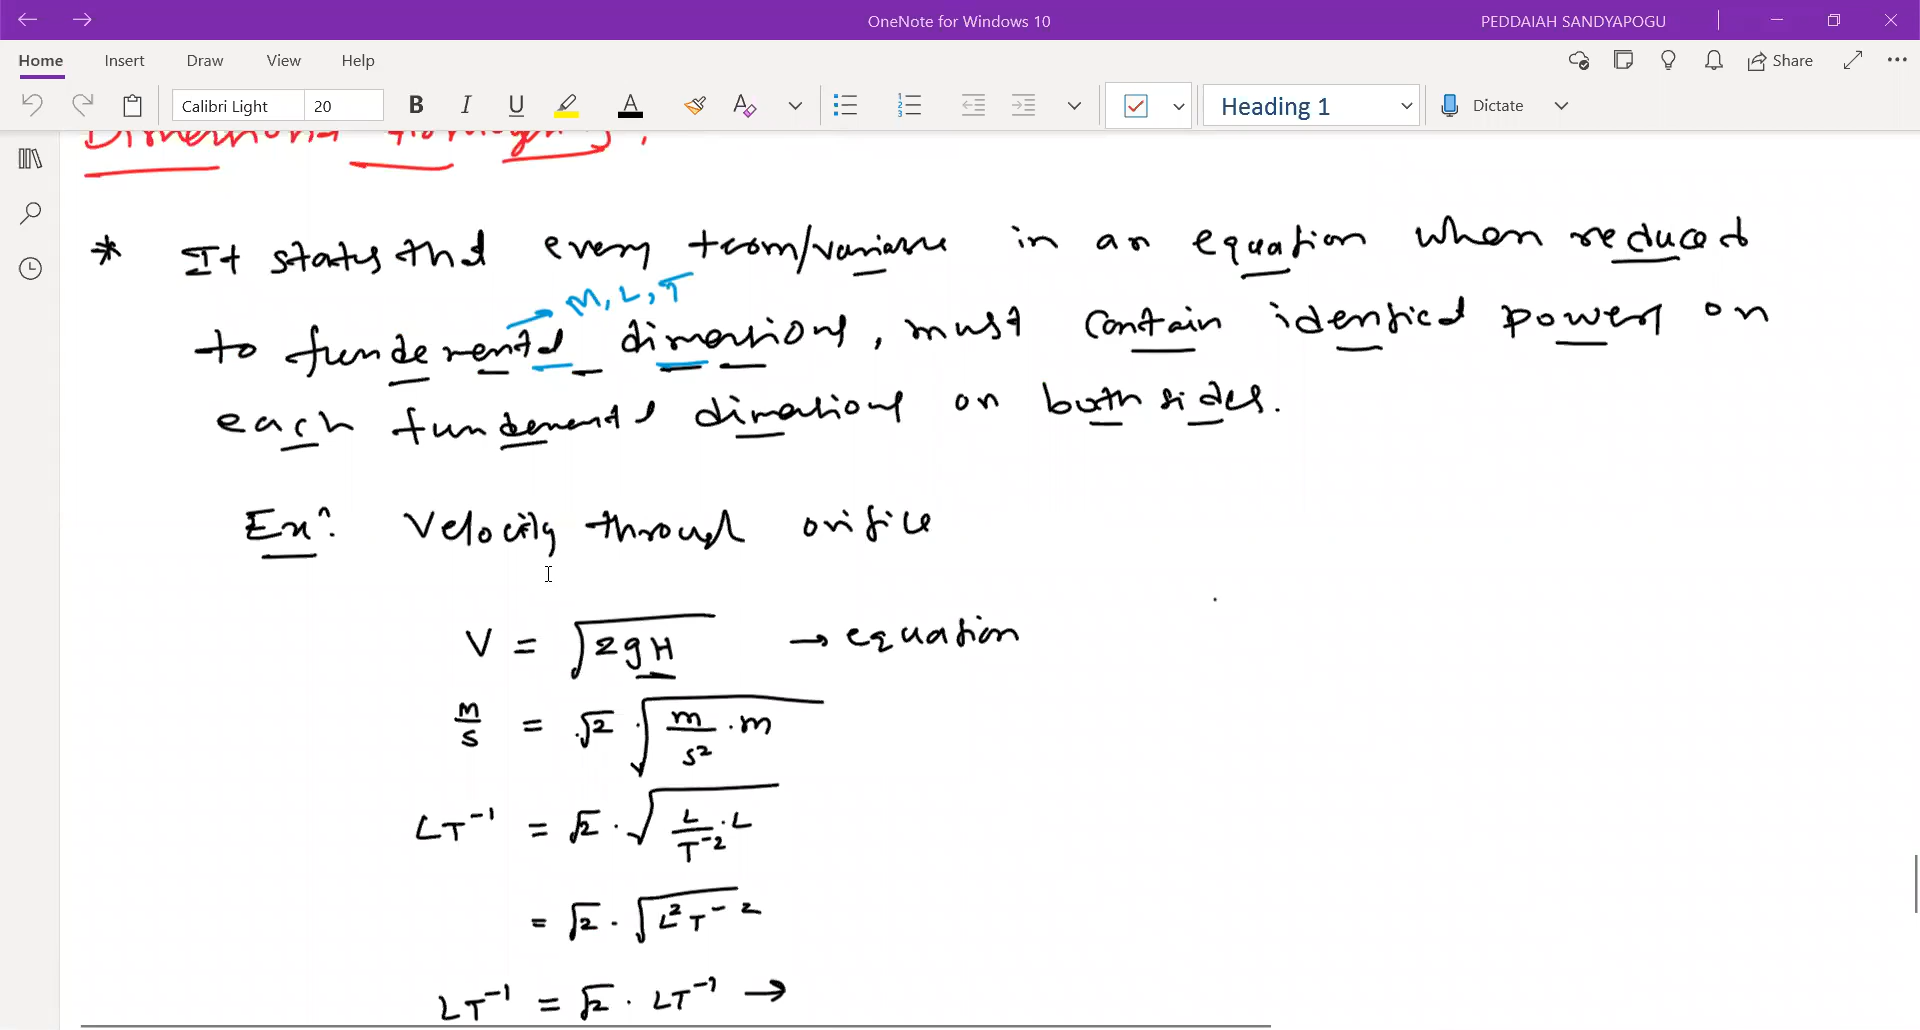 OneNote for Windows 10
PEDDAIAH SANDYAPOGU
Home Insert Draw View Help
Share
Calibri Light 20 B I U A Heading 1 Dictate
* It states that every term/variable in an equation when reduced
M, L, T
to fundemental dimensions, must contain identical powers on
each fundemental dimensions on both sides.
Ex: Velocity through orifice
V = √2gH → equation
m/s = √2 · √(m/s² · m)
LT⁻¹ = √2 · √(L/T⁻² · L)
= √2 · √(L²T⁻²)
LT⁻¹ = √2 · LT⁻¹ →